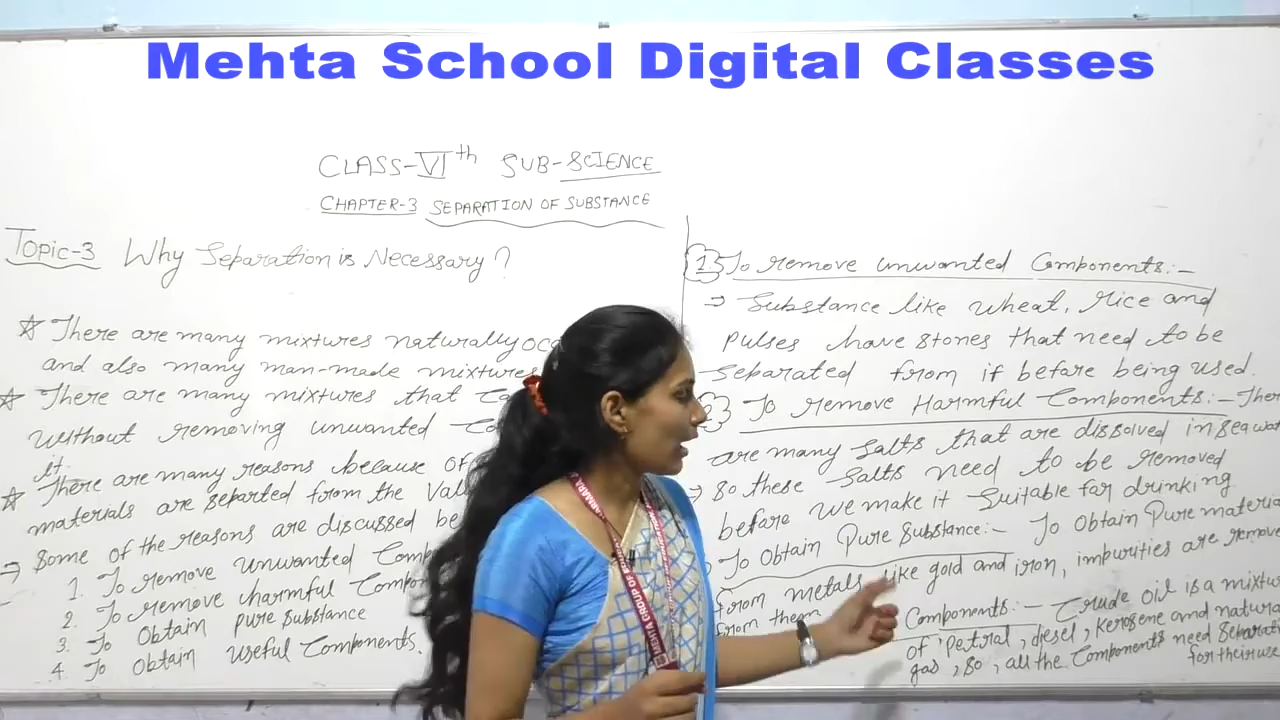 Mehta School Digital Classes
CLASS-VIth SUB-SCIENCE
CHAPTER-3 SEPARATION OF SUBSTANCE
Topic-3 Why Separation is Necessary?
☆ There are many mixtures naturally
and also many man-made mixtures
☆ There are many mixtures that
without removing unwanted
it.
☆ There are many reasons because of
materials are separted from the
⇒ Some of the reasons are discussed
1. To remove unwanted
2. To remove harmful
3. To Obtain pure substance
4. To Obtain useful Components.
1 To remove unwanted Components:-
⇒ Substance like wheat, rice and
pulses have stones that need to be
separated from it before being used.
2 To remove Harmful Components:-
are many salts that are dissolved in sea
⇒ So these salts need to be removed
before we make it suitable for drinking
To Obtain Pure Substance:- To Obtain Pure
from metals like gold and iron, impurities are
from them
Components:- Crude Oil is a
of petral, diesel, kerosene and
gas, so, all the Components need
for their use
MEHTA GROUP OF